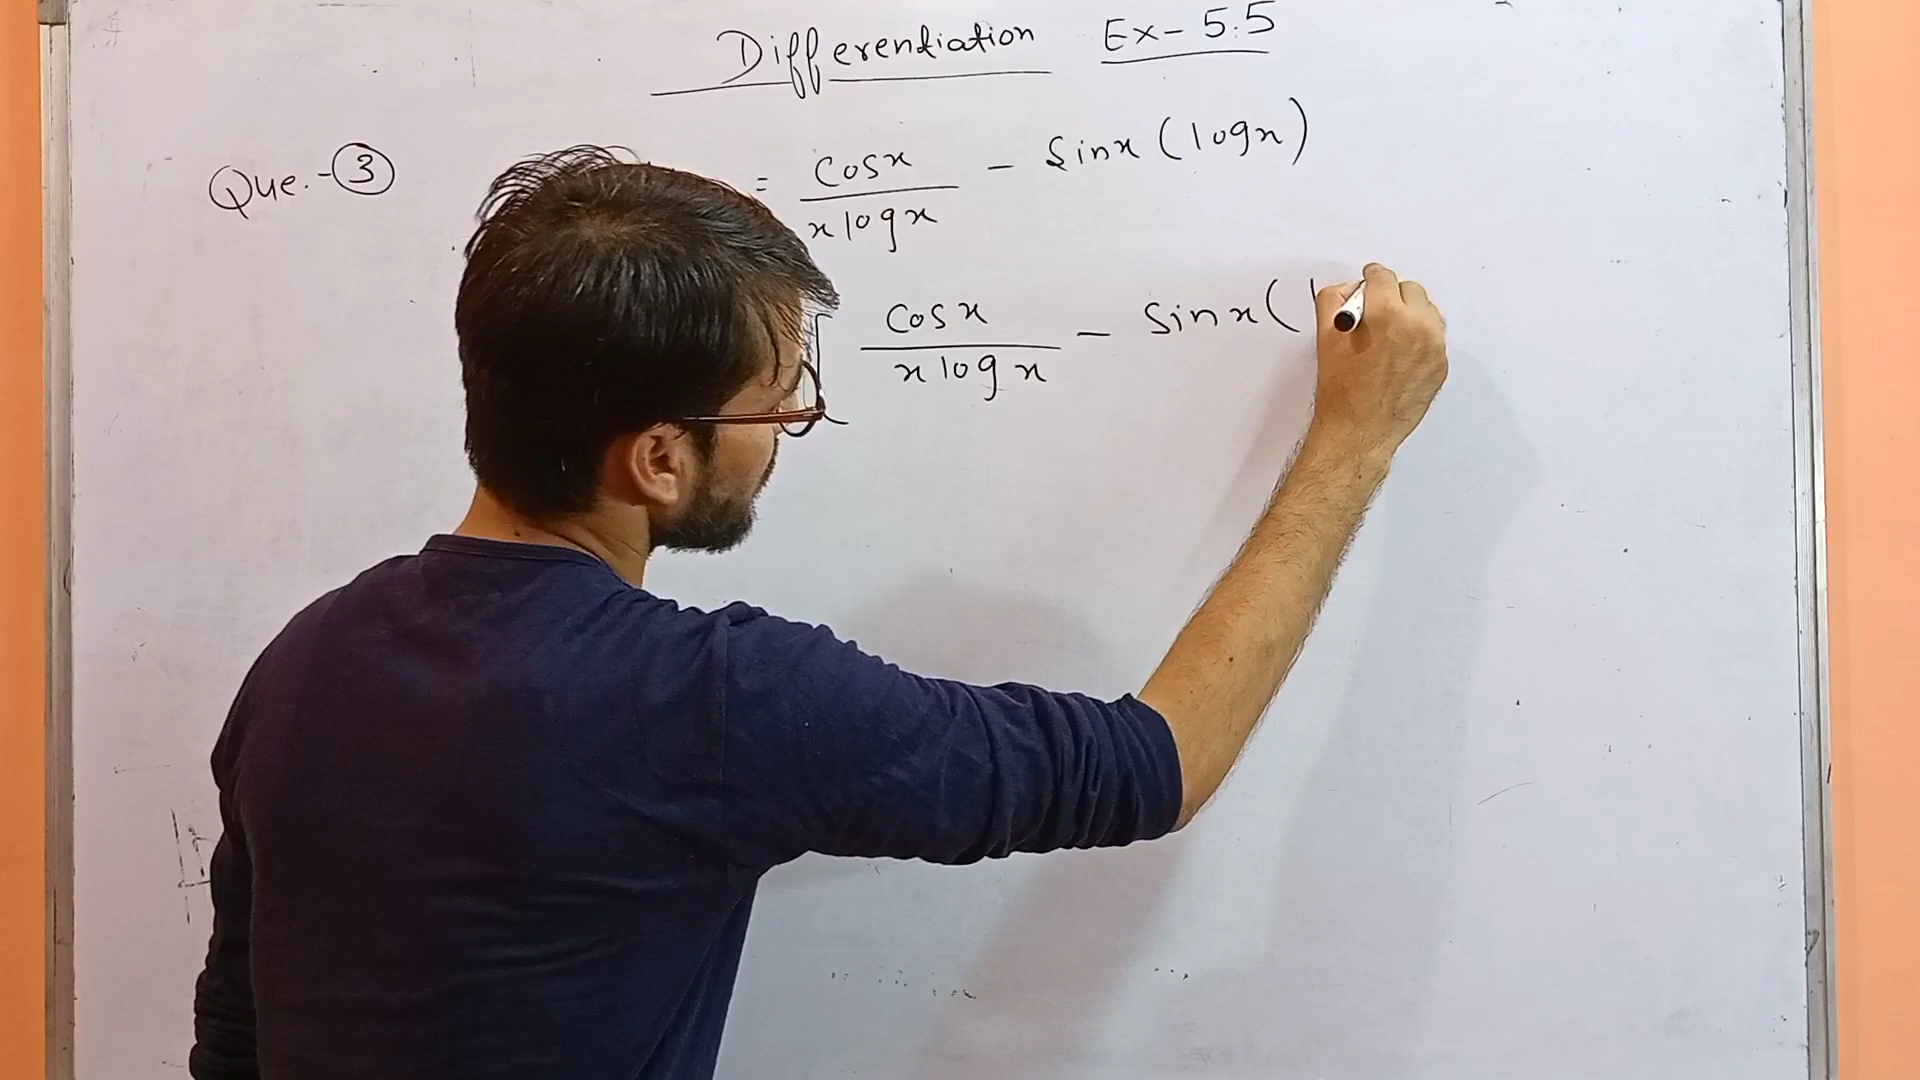 Differentiation Ex-5.5
Que.-③ = cosx/xlogx - Sinx(logx)
[ cosx/xlogx - Sinx(